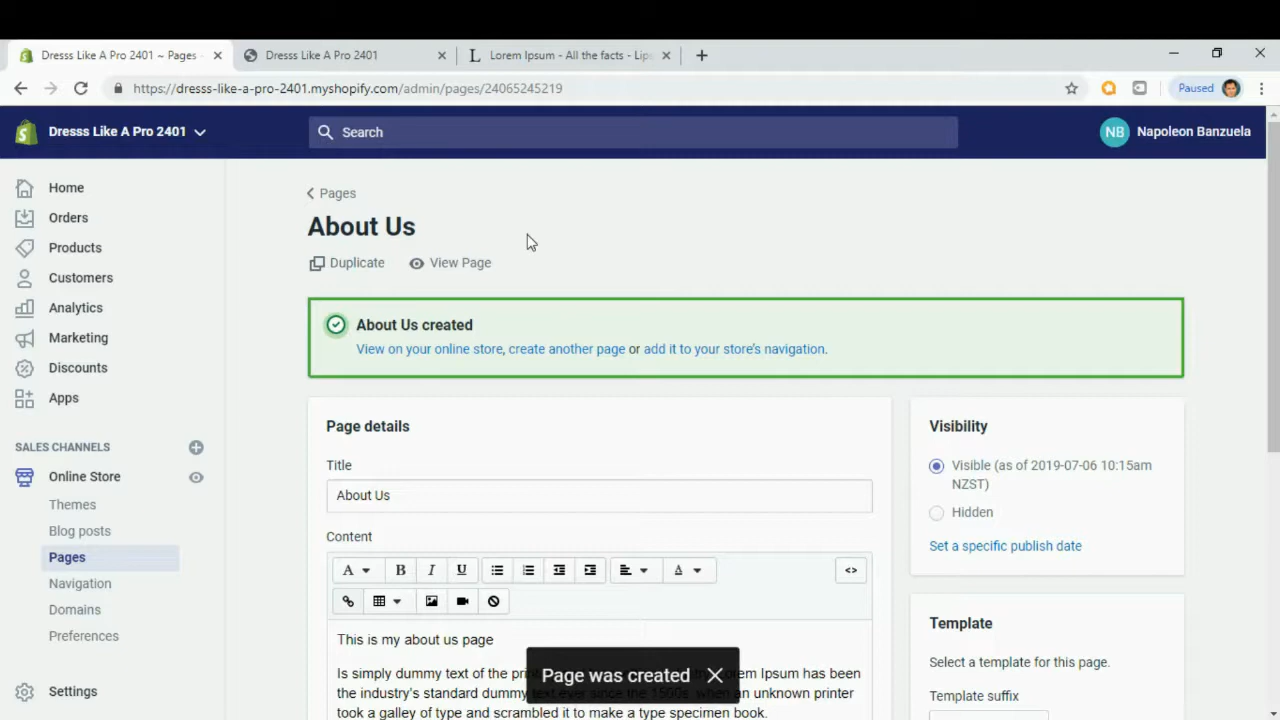 Dresss Like A Pro 2401 ~ Pages
Dresss Like A Pro 2401
Lorem Ipsum - All the facts - Lip
https://dresss-like-a-pro-2401.myshopify.com/admin/pages/24065245219
Paused
Dresss Like A Pro 2401
Search
NB
Napoleon Banzuela
Home
Orders
Products
Customers
Analytics
Marketing
Discounts
Apps
SALES CHANNELS
Online Store
Themes
Blog posts
Pages
Navigation
Domains
Preferences
Settings
Pages
About Us
Duplicate
View Page
About Us created
View on your online store, create another page or add it to your store's navigation.
Page details
Title
About Us
Content
A
B
I
U
A
<>
This is my about us page
Is simply dummy text of the Ipsum has been
the industry's standard dummy text ever since the 1500s, when an unknown printer
took a galley of type and scrambled it to make a type specimen book.
Page was created
Visibility
Visible (as of 2019-07-06 10:15am
NZST)
Hidden
Set a specific publish date
Template
Select a template for this page.
Template suffix